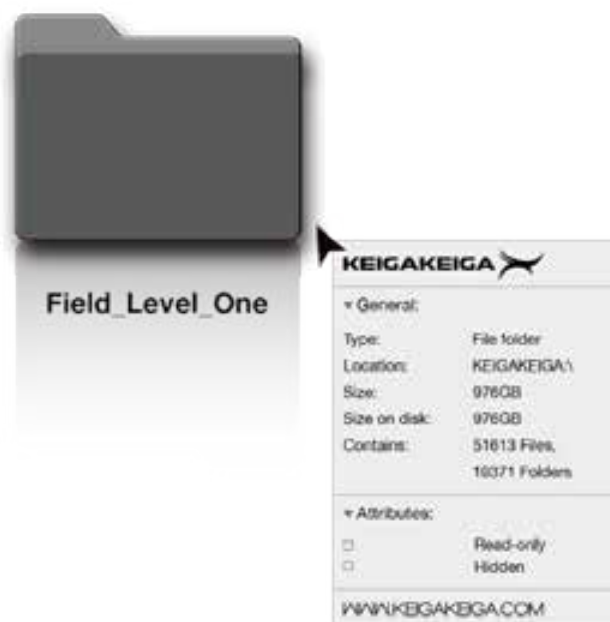 Field_Level_One
KEIGAKEIGA
General:
Type: File folder
Location: KEIGAKEIGA:\
Size: 976GB
Size on disk: 976GB
Contains: 51613 Files,
10371 Folders
Attributes:
Read-only
Hidden
WWW.KEIGAKEIGA.COM